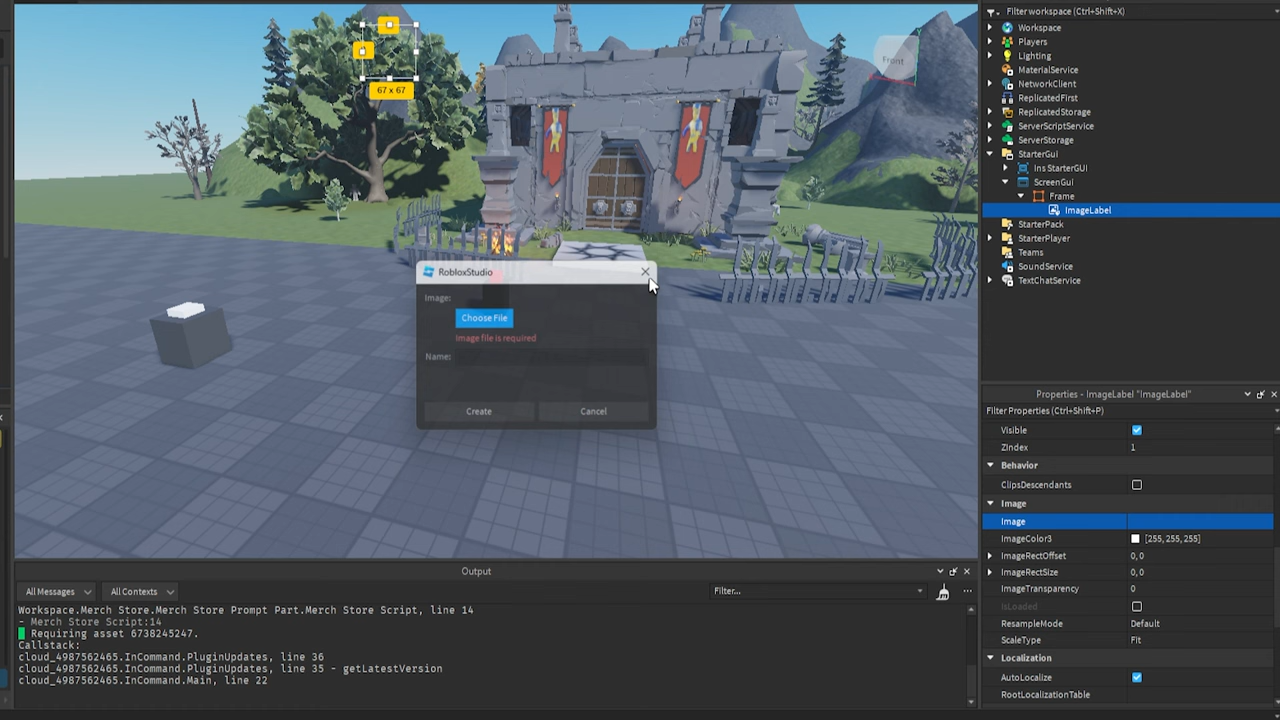 67 x 67
Front
RobloxStudio
Image:
Choose File
Image file is required
Name:
Create
Cancel
Filter workspace (Ctrl+Shift+X)
Workspace
Players
Lighting
MaterialService
NetworkClient
ReplicatedFirst
ReplicatedStorage
ServerScriptService
ServerStorage
StarterGui
Ins StarterGUI
ScreenGui
Frame
ImageLabel
StarterPack
StarterPlayer
Teams
SoundService
TextChatService
Properties - ImageLabel "ImageLabel"
Filter Properties (Ctrl+Shift+P)
Visible
ZIndex 1
Behavior
ClipsDescendants
Image
Image
ImageColor3 [255, 255, 255]
ImageRectOffset 0, 0
ImageRectSize 0, 0
ImageTransparency 0
IsLoaded
ResampleMode Default
ScaleType Fit
Localization
AutoLocalize
RootLocalizationTable
Output
All Messages All Contexts Filter...
Workspace.Merch Store.Merch Store Prompt Part.Merch Store Script, line 14
- Merch Store Script:14
Requiring asset 6738245247.
Callstack:
cloud_4987562465.InCommand.PluginUpdates, line 36
cloud_4987562465.InCommand.PluginUpdates, line 35 - getLatestVersion
cloud_4987562465.InCommand.Main, line 22